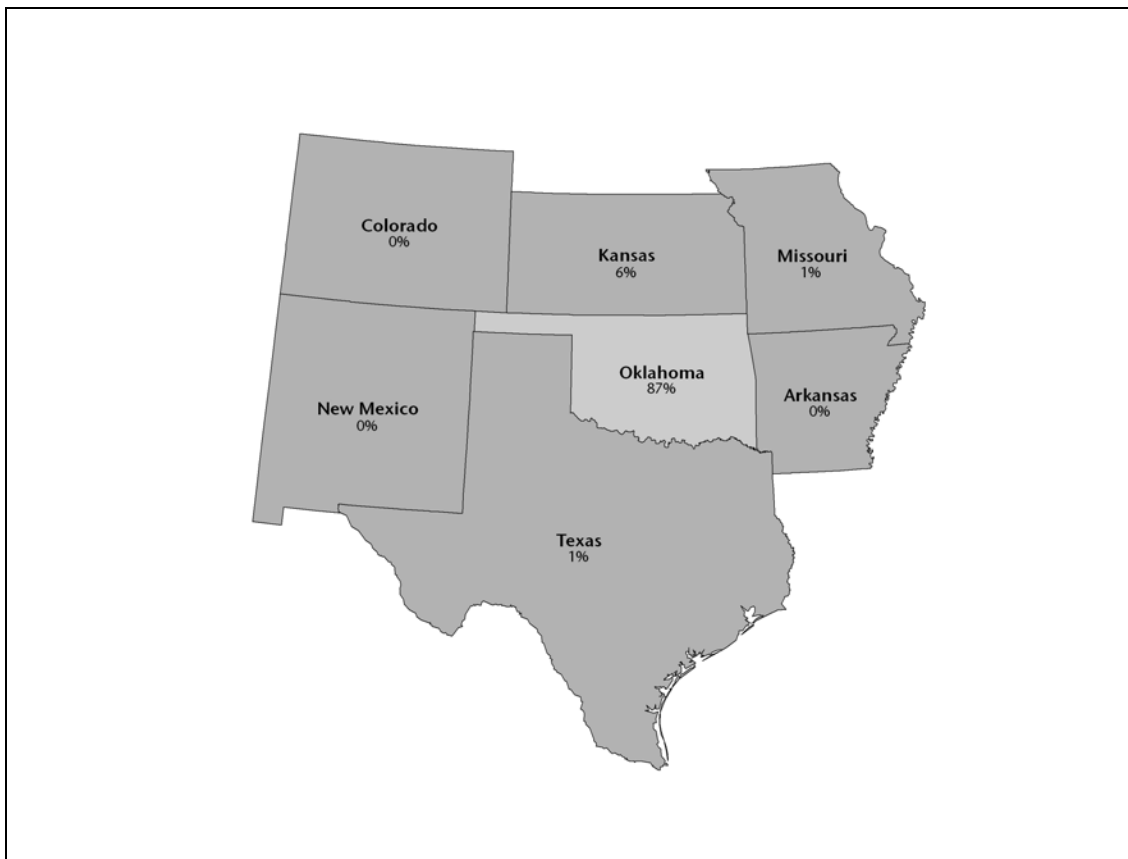 Colorado
0%
Kansas
6%
Missouri
1%
Oklahoma
87%
Arkansas
0%
New Mexico
0%
Texas
1%